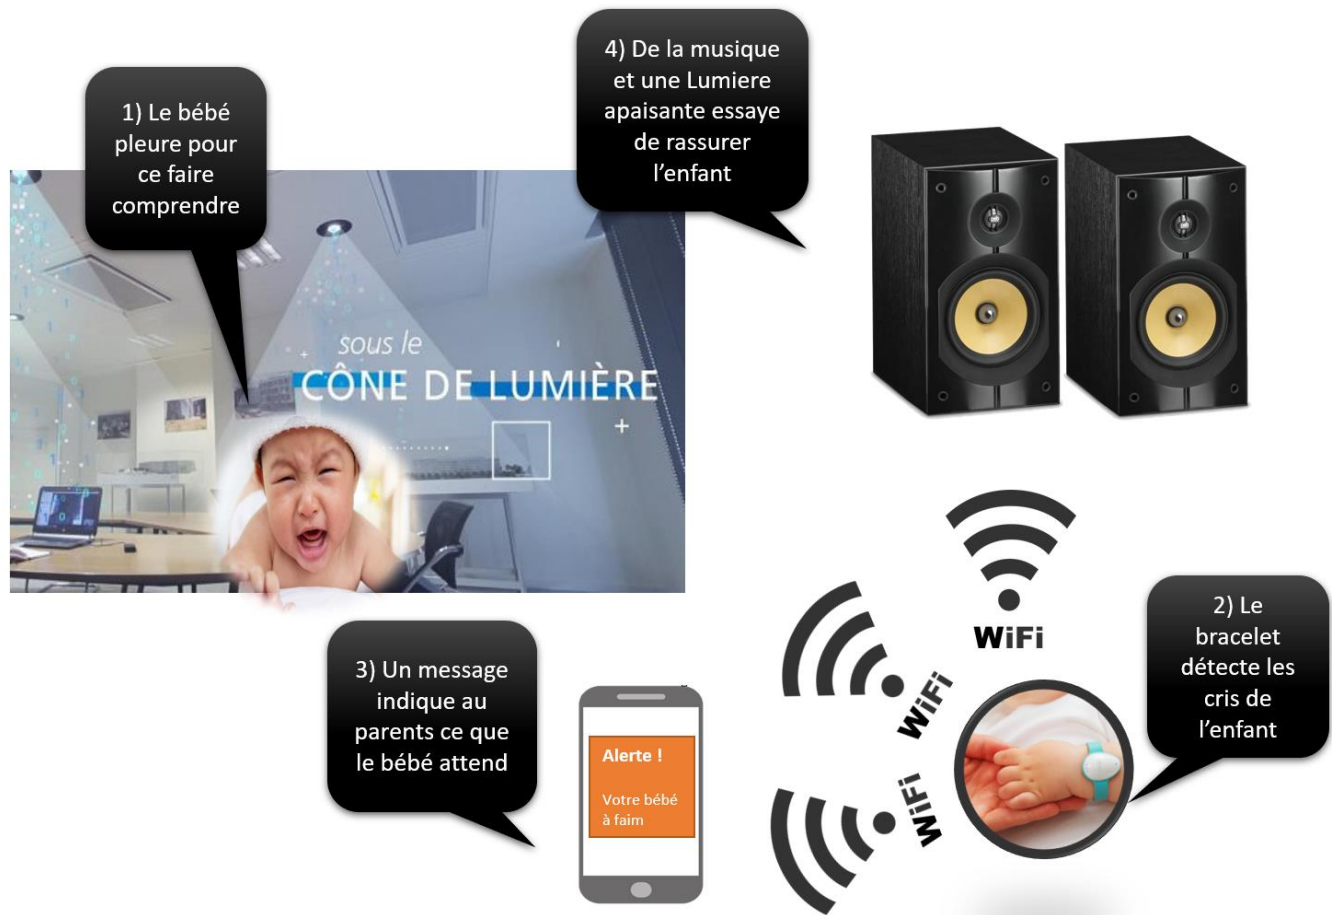 1) Le bébé
pleure pour
ce faire
comprendre
sous le
CÔNE DE LUMIÈRE
4) De la musique
et une Lumiere
apaisante essaye
de rassurer
l'enfant
3) Un message
indique au
parents ce que
le bébé attend
Alerte !
Votre bébé
à faim
WiFi
WiFi
WiFi
2) Le
bracelet
détecte les
cris de
l'enfant